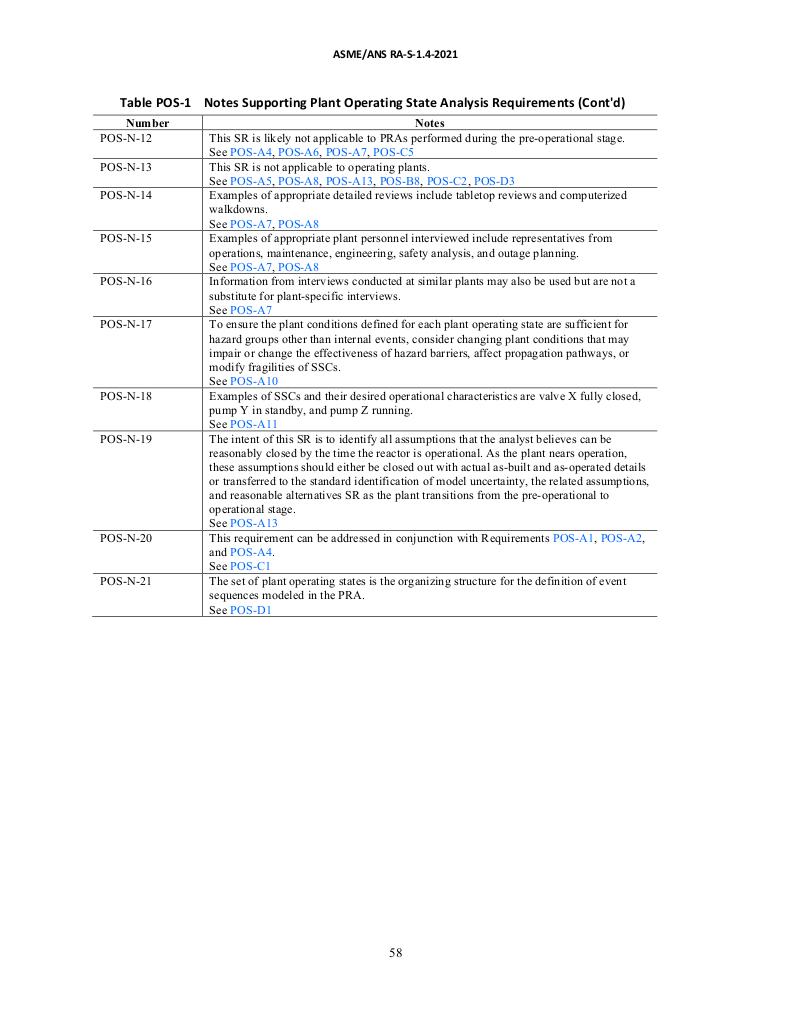 ASME/ANS RA-S-1.4-2021
Table POS-1 Notes Supporting Plant Operating State Analysis Requirements (Cont'd)
Number Notes
POS-N-12 This SR is likely not applicable to PRAs performed during the pre-operational stage.
See POS-A4, POS-A6, POS-A7, POS-C5
POS-N-13 This SR is not applicable to operating plants.
See POS-A5, POS-A8, POS-A13, POS-B8, POS-C2, POS-D3
POS-N-14 Examples of appropriate detailed reviews include tabletop reviews and computerized
walkdowns.
See POS-A7, POS-A8
POS-N-15 Examples of appropriate plant personnel interviewed include representatives from
operations, maintenance, engineering, safety analysis, and outage planning.
See POS-A7, POS-A8
POS-N-16 Information from interviews conducted at similar plants may also be used but are not a
substitute for plant-specific interviews.
See POS-A7
POS-N-17 To ensure the plant conditions defined for each plant operating state are sufficient for
hazard groups other than internal events, consider changing plant conditions that may
impair or change the effectiveness of hazard barriers, affect propagation pathways, or
modify fragilities of SSCs.
See POS-A10
POS-N-18 Examples of SSCs and their desired operational characteristics are valve X fully closed,
pump Y in standby, and pump Z running.
See POS-A11
POS-N-19 The intent of this SR is to identify all assumptions that the analyst believes can be
reasonably closed by the time the reactor is operational. As the plant nears operation,
these assumptions should either be closed out with actual as-built and as-operated details
or transferred to the standard identification of model uncertainty, the related assumptions,
and reasonable alternatives SR as the plant transitions from the pre-operational to
operational stage.
See POS-A13
POS-N-20 This requirement can be addressed in conjunction with Requirements POS-A1, POS-A2,
and POS-A4.
See POS-C1
POS-N-21 The set of plant operating states is the organizing structure for the definition of event
sequences modeled in the PRA.
See POS-D1
58